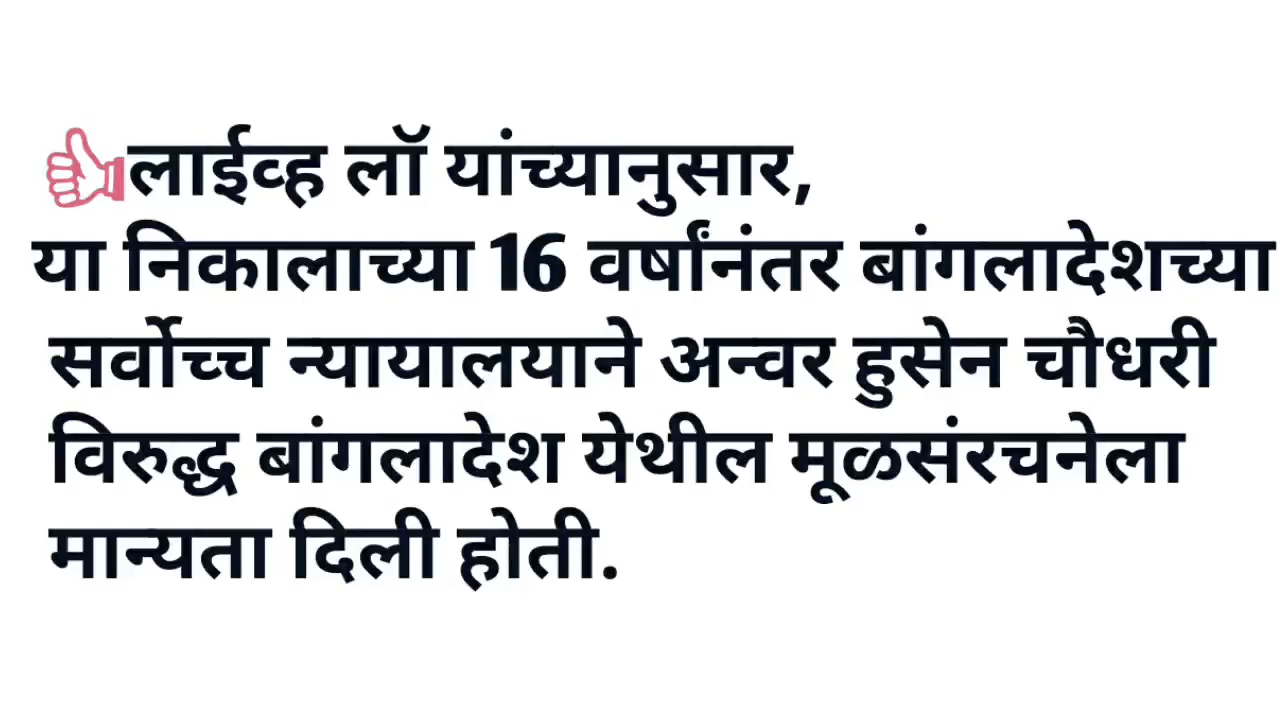 👍लाईव्ह लॉ यांच्यानुसार,
या निकालाच्या 16 वर्षांनंतर बांगलादेशच्या
सर्वोच्च न्यायालयाने अन्वर हुसेन चौधरी
विरुद्ध बांगलादेश येथील मूळसंरचनेला
मान्यता दिली होती.